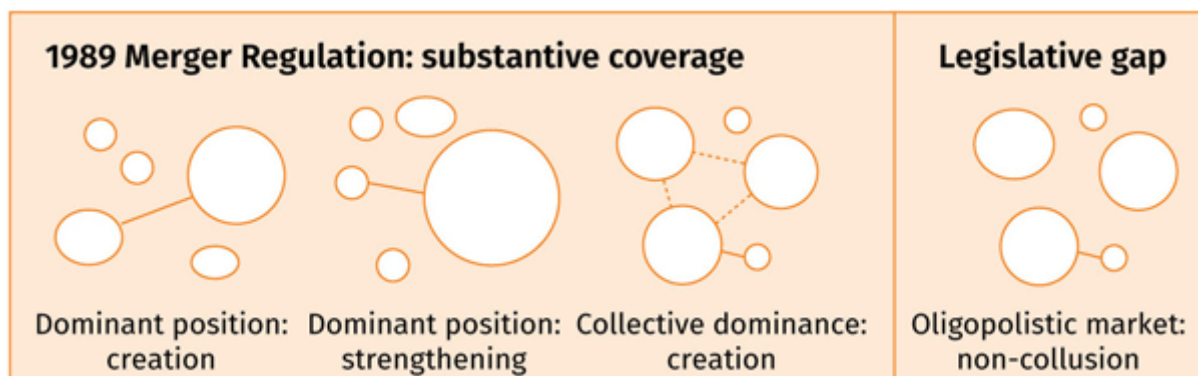 1989 Merger Regulation: substantive coverage
Legislative gap
Dominant position:
creation
Dominant position:
strengthening
Collective dominance:
creation
Oligopolistic market:
non-collusion